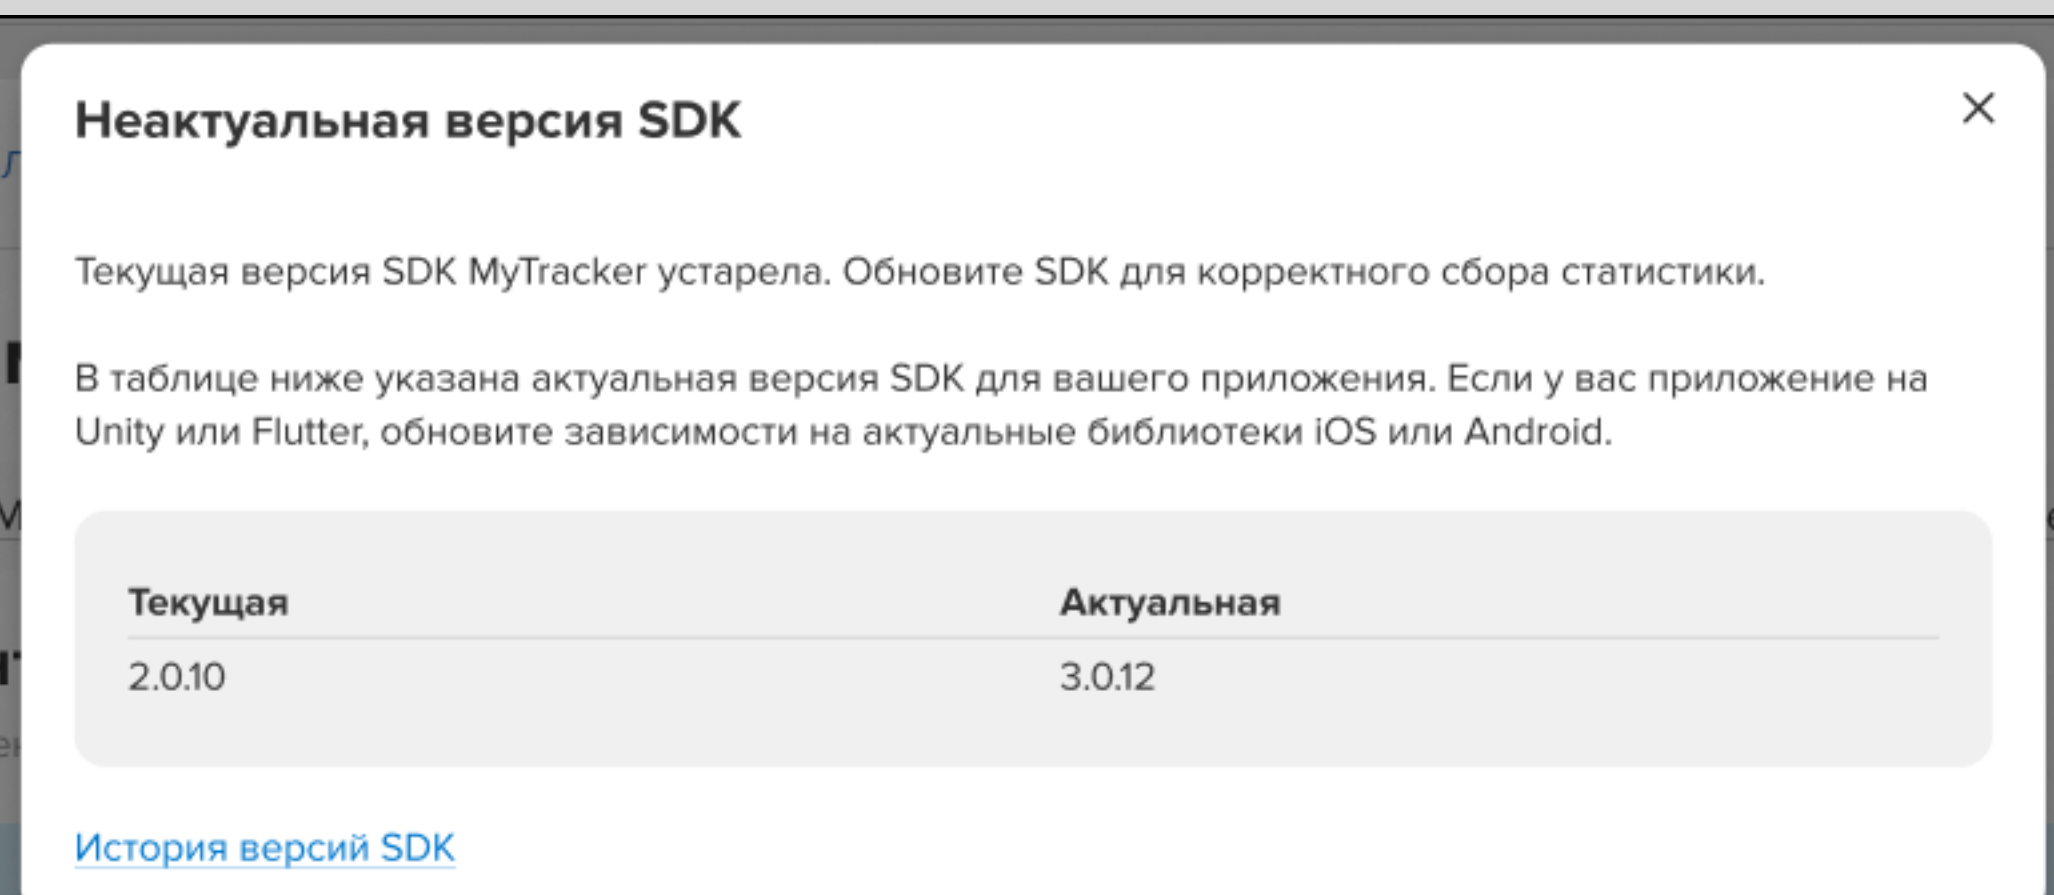 Неактуальная версия SDK
Текущая версия SDK MyTracker устарела. Обновите SDK для корректного сбора статистики.
В таблице ниже указана актуальная версия SDK для вашего приложения. Если у вас приложение на
Unity или Flutter, обновите зависимости на актуальные библиотеки iOS или Android.
Текущая Актуальная
2.0.10 3.0.12
История версий SDK